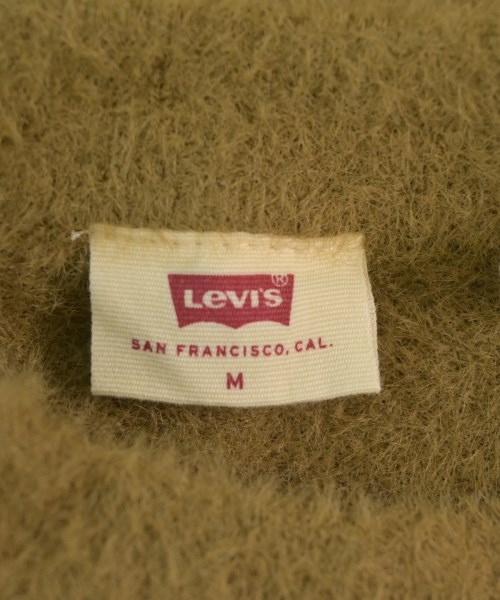 LEVI'S®
SAN FRANCISCO, CAL.
M